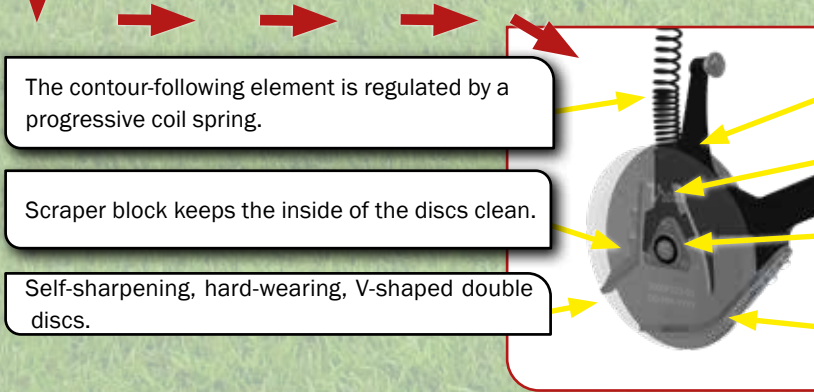 The contour-following element is regulated by a
progressive coil spring.
Scraper block keeps the inside of the discs clean.
Self-sharpening, hard-wearing, V-shaped double
discs.